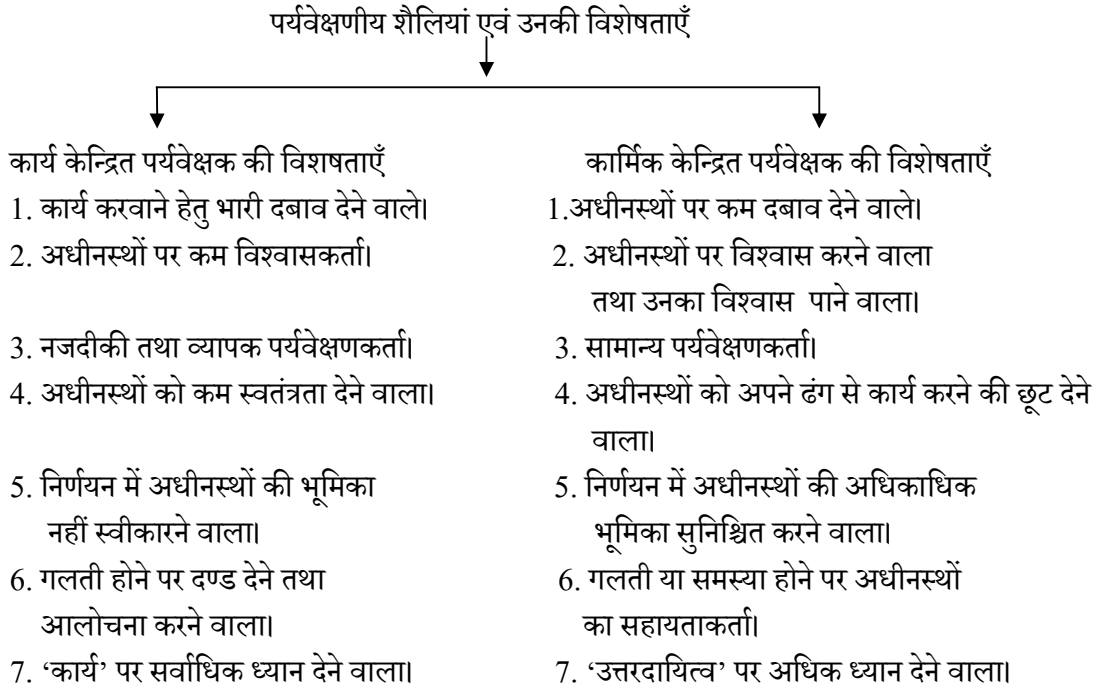 पर्यवेक्षणीय शैलियां एवं उनकी विशेषताएँ
कार्य केन्द्रित पर्यवेक्षक की विशषताएँ
1. कार्य करवाने हेतु भारी दबाव देने वाले।
2. अधीनस्थों पर कम विश्वासकर्ता।
3. नजदीकी तथा व्यापक पर्यवेक्षणकर्ता।
4. अधीनस्थों को कम स्वतंत्रता देने वाला।
5. निर्णयन में अधीनस्थों की भूमिका
नहीं स्वीकारने वाला।
6. गलती होने पर दण्ड देने तथा
आलोचना करने वाला।
7. ‘कार्य’ पर सर्वाधिक ध्यान देने वाला।
कार्मिक केन्द्रित पर्यवेक्षक की विशेषताएँ
1.अधीनस्थों पर कम दबाव देने वाले।
2. अधीनस्थों पर विश्वास करने वाला
तथा उनका विश्वास पाने वाला।
3. सामान्य पर्यवेक्षणकर्ता।
4. अधीनस्थों को अपने ढंग से कार्य करने की छूट देने
वाला।
5. निर्णयन में अधीनस्थों की अधिकाधिक
भूमिका सुनिश्चित करने वाला।
6. गलती या समस्या होने पर अधीनस्थों
का सहायताकर्ता।
7. ‘उत्तरदायित्व’ पर अधिक ध्यान देने वाला।